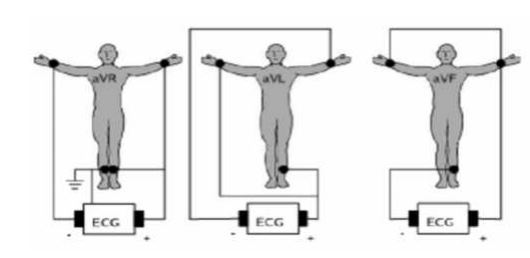 aVR
aVL
aVF
ECG
ECG
ECG
- +
- +
- +